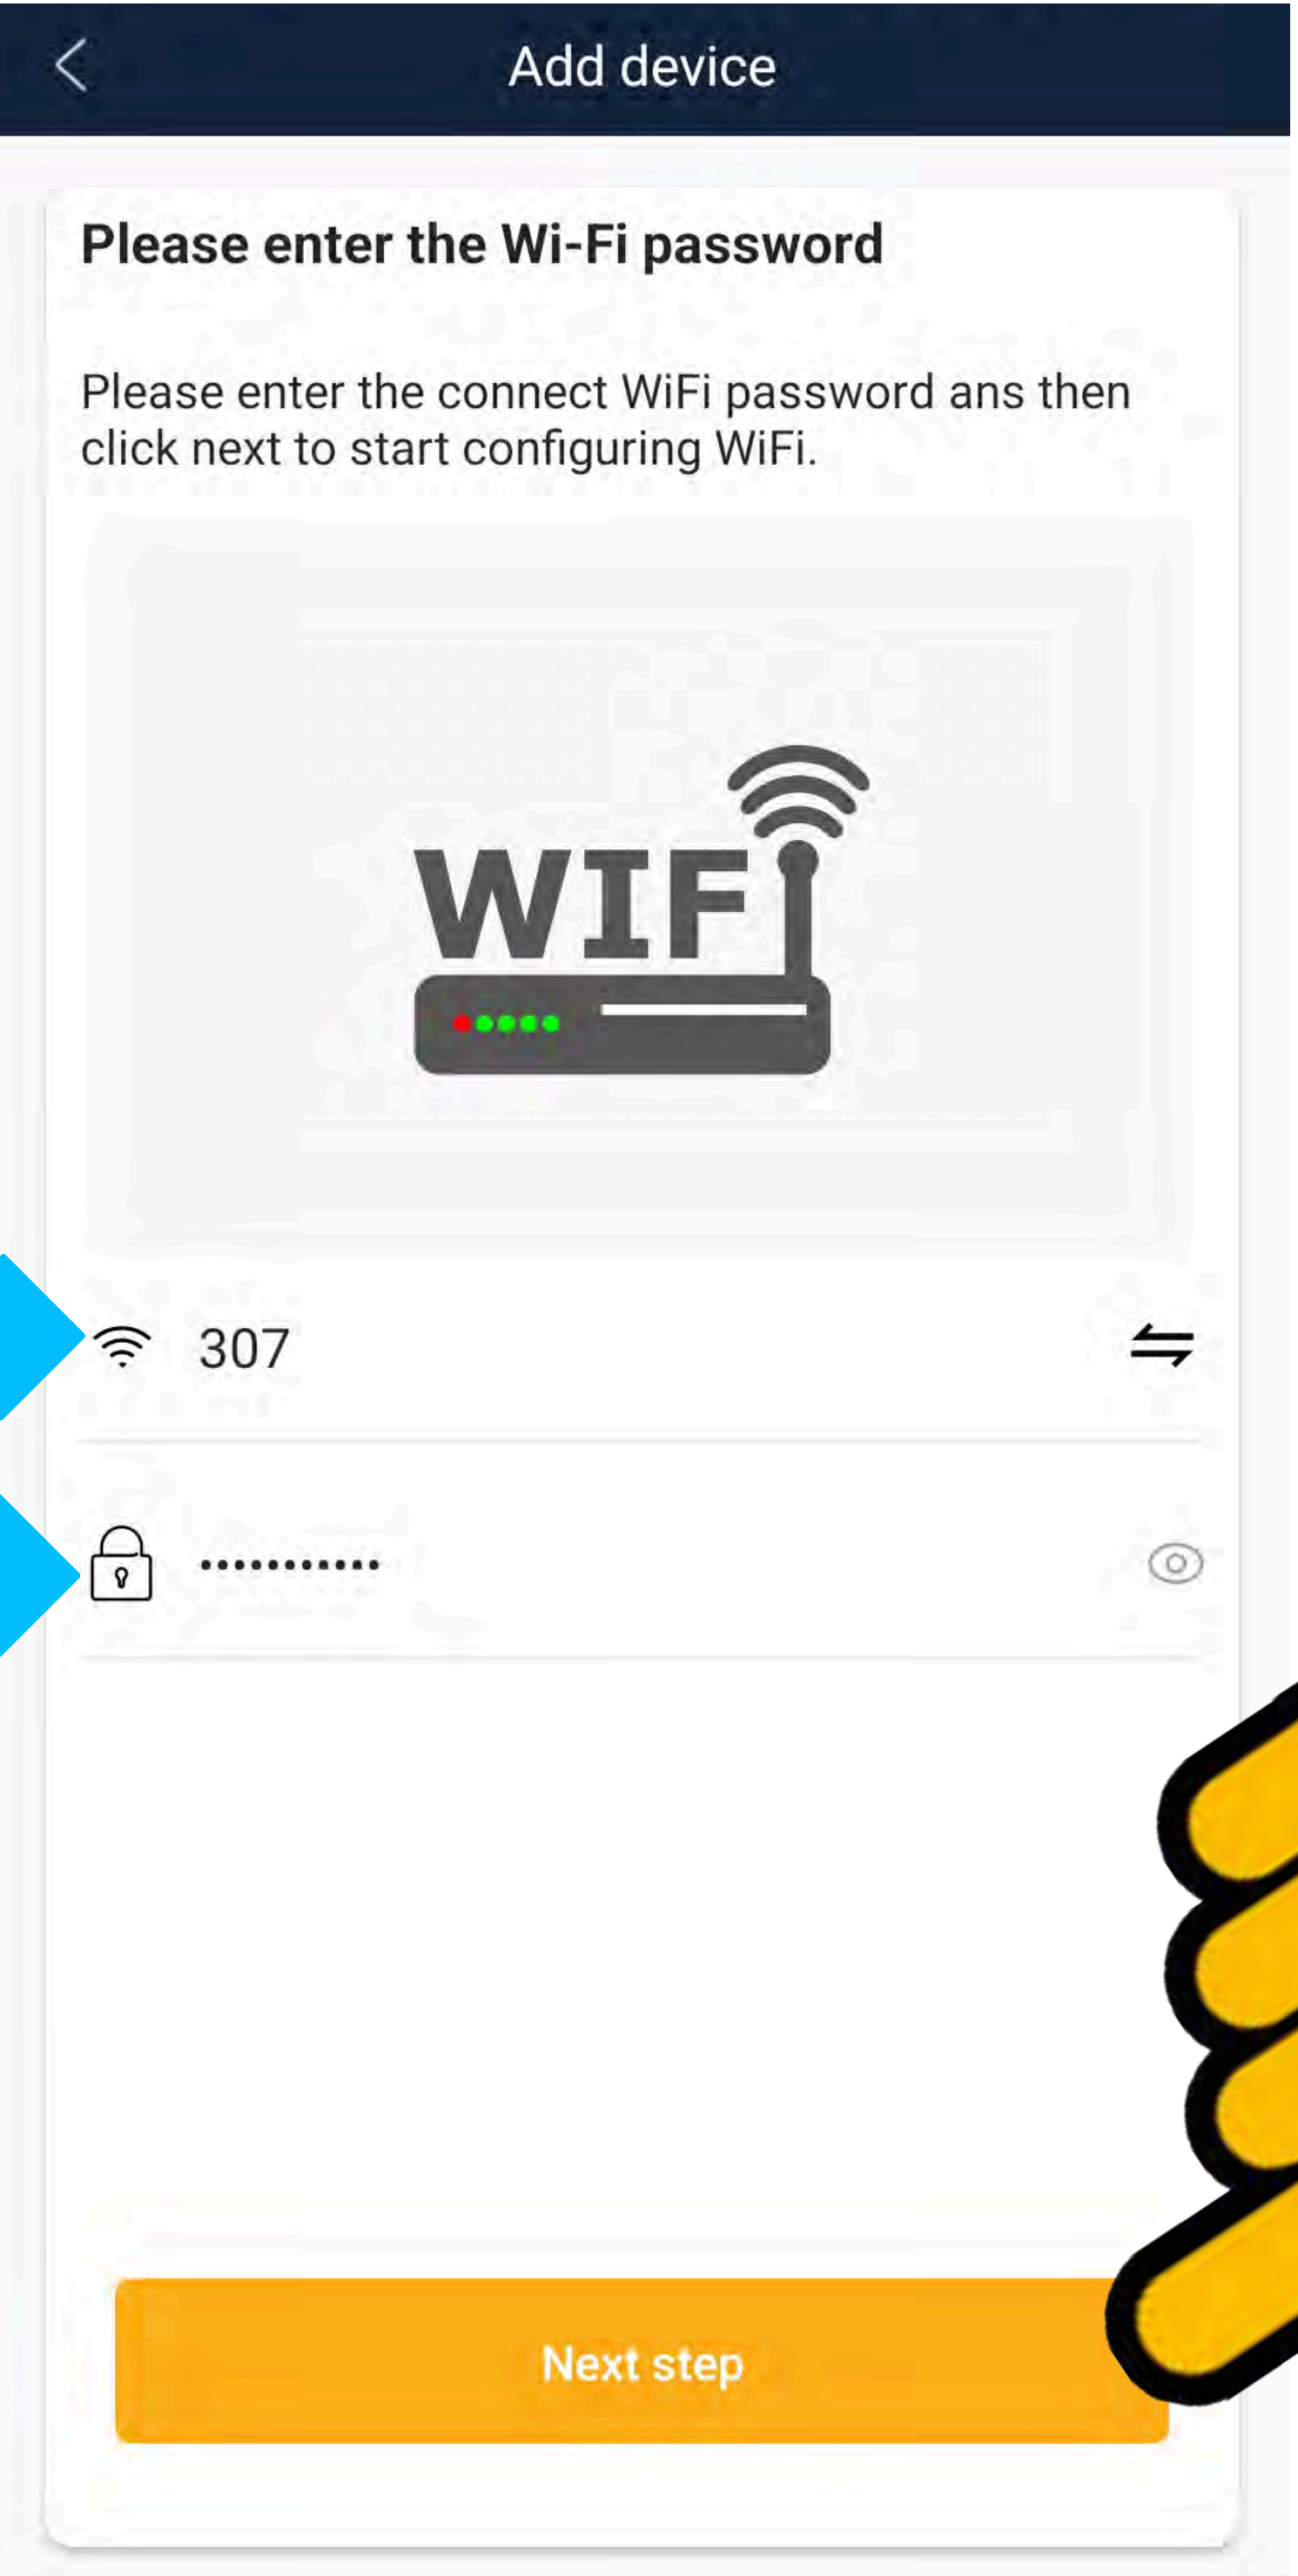 Add device
Please enter the Wi-Fi password
Please enter the connect WiFi password ans then
click next to start configuring WiFi.
WIFI
307
•••••••••••
Next step